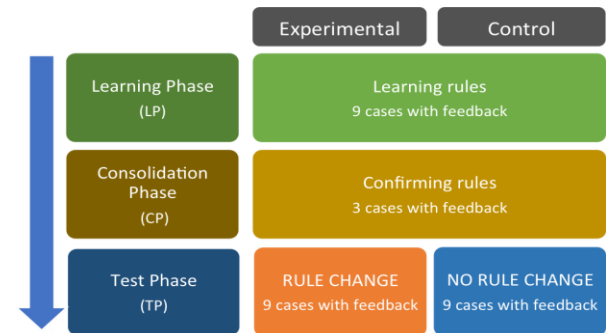 Experimental
Control
Learning Phase
(LP)
Learning rules
9 cases with feedback
Consolidation
Phase
(CP)
Confirming rules
3 cases with feedback
Test Phase
(TP)
RULE CHANGE
9 cases with feedback
NO RULE CHANGE
9 cases with feedback